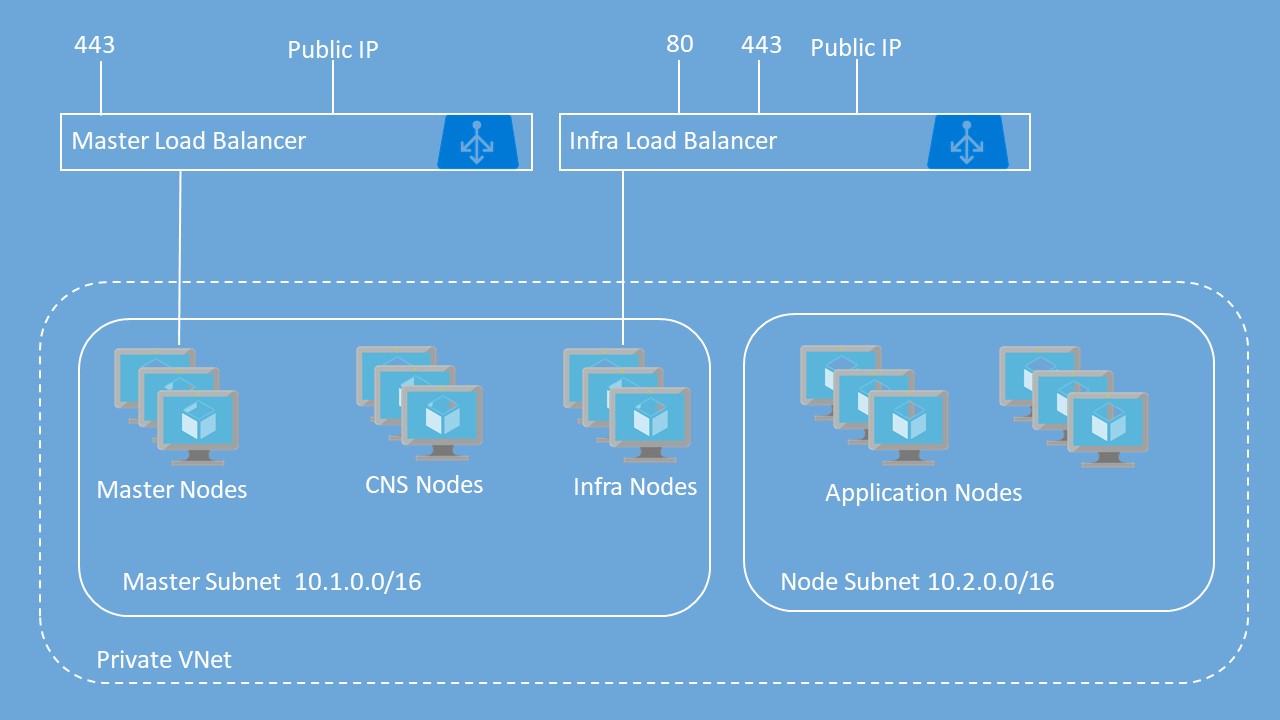 443
Public IP
80
443
Public IP
Master Load Balancer
Infra Load Balancer
Master Nodes
CNS Nodes
Infra Nodes
Application Nodes
Master Subnet 10.1.0.0/16
Node Subnet 10.2.0.0/16
Private VNet